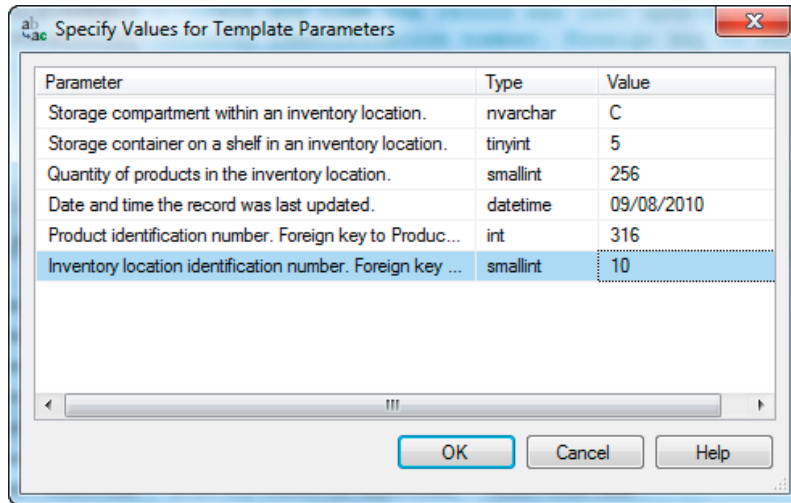 ab
ac Specify Values for Template Parameters
x
Parameter Type Value
Storage compartment within an inventory location. nvarchar C
Storage container on a shelf in an inventory location. tinyint 5
Quantity of products in the inventory location. smallint 256
Date and time the record was last updated. datetime 09/08/2010
Product identification number. Foreign key to Produc... int 316
Inventory location identification number. Foreign key ... smallint 10
OK Cancel Help